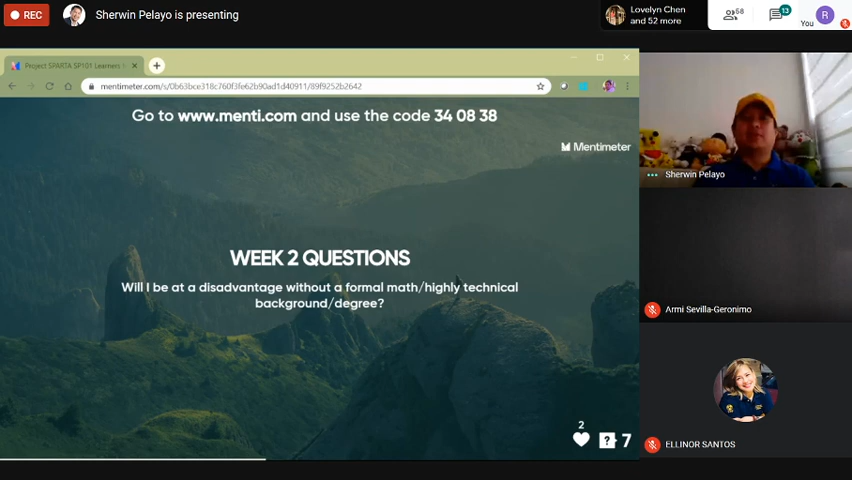 REC
Sherwin Pelayo is presenting
Lovelyn Chen
and 52 more
58
13
You
R
Project SPARTA SP101 Learners
mentimeter.com/s/0b63bce318c760f3fe62b90ad1d40911/89f9252b2642
Go to www.menti.com and use the code 34 08 38
Mentimeter
WEEK 2 QUESTIONS
Will I be at a disadvantage without a formal math/highly technical
background/degree?
2
? 7
Sherwin Pelayo
Armi Sevilla-Geronimo
ELLINOR SANTOS